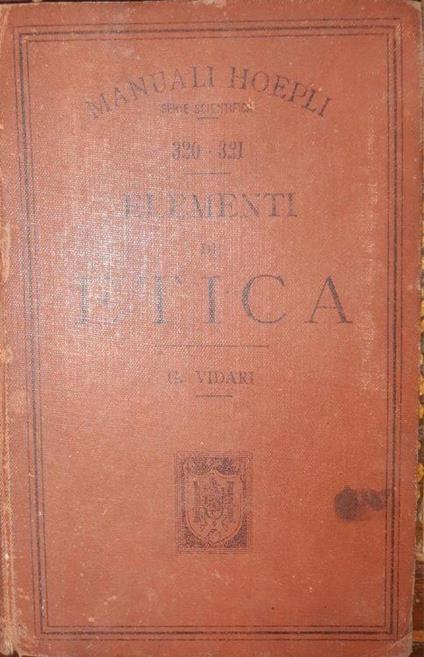 MANUALI HOEPLI
SERIE SCIENTIFICA
320 - 321
ELEMENTI
DI
ETICA
G. VIDARI